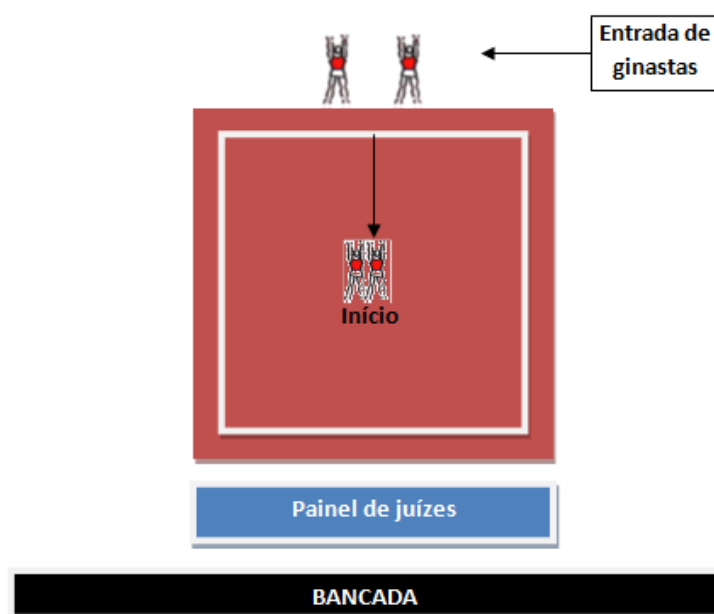 Entrada de
ginastas
Início
Painel de juízes
BANCADA